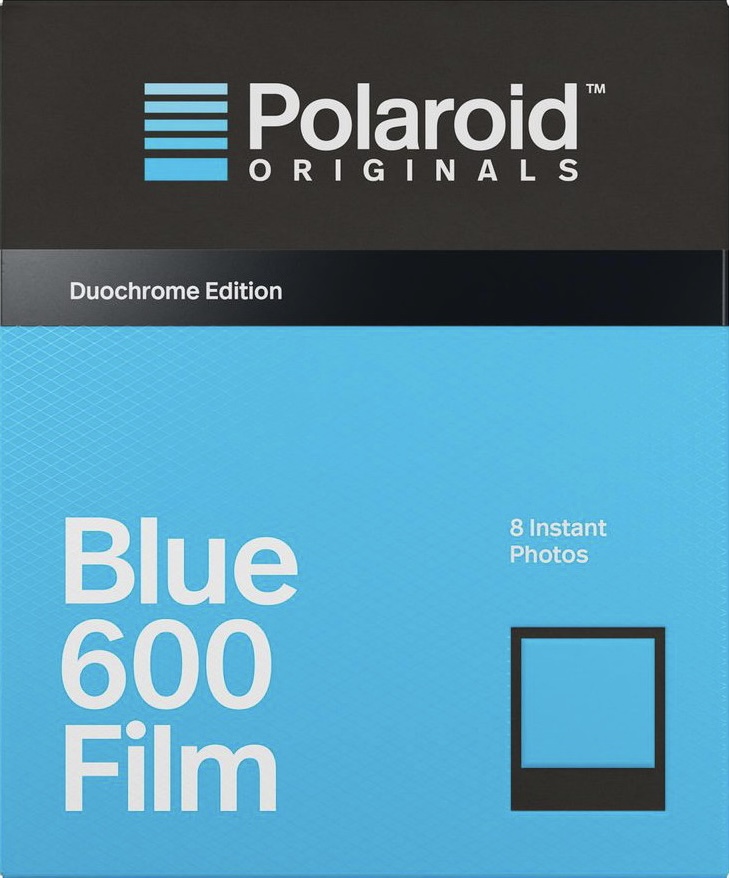 Polaroid™
ORIGINALS
Duochrome Edition
8 Instant
Photos
Blue
600
Film